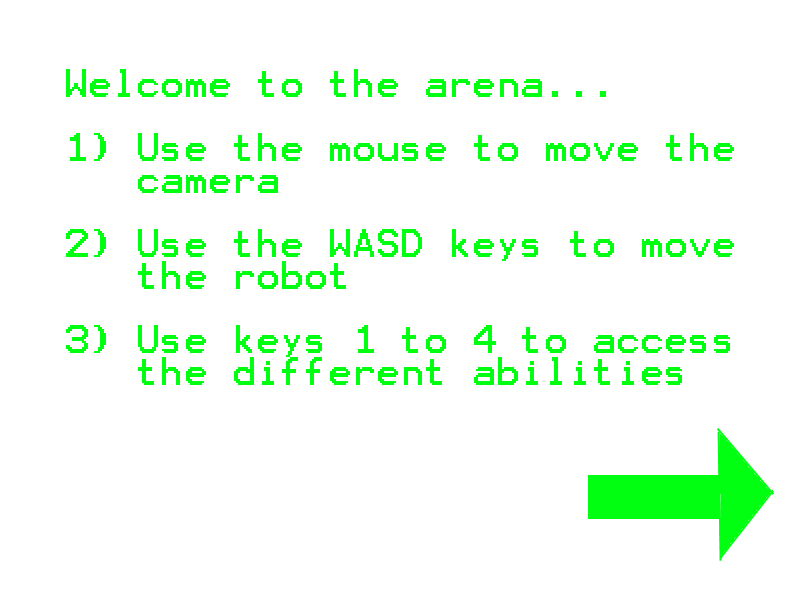 Welcome to the arena...
1) Use the mouse to move the
camera
2) Use the WASD keys to move
the robot
3) Use keys 1 to 4 to access
the different abilities